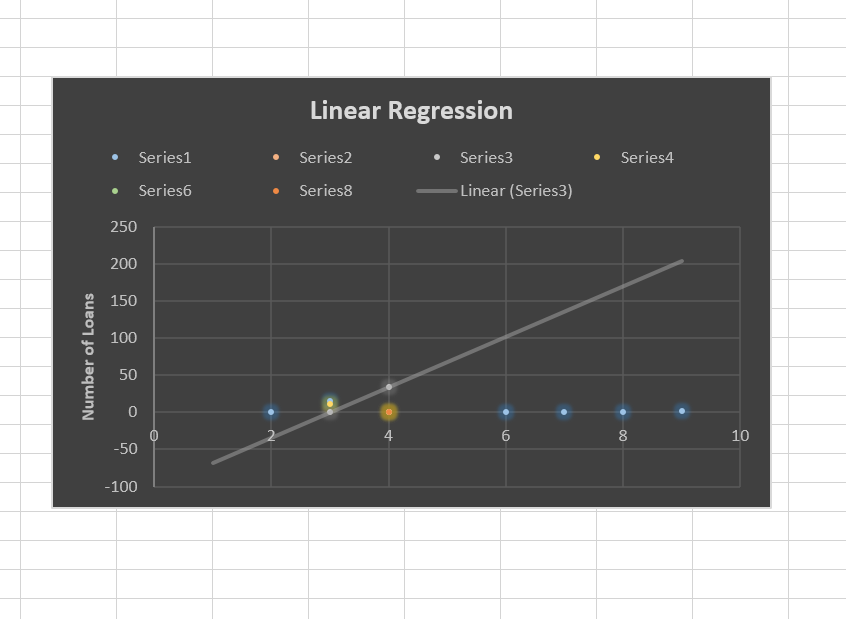 Linear Regression
Series1 Series2 Series3 Series4
Series6 Series8 Linear (Series3)
Number of Loans
250
200
150
100
50
0
0 2 4 6 8 10
-50
-100